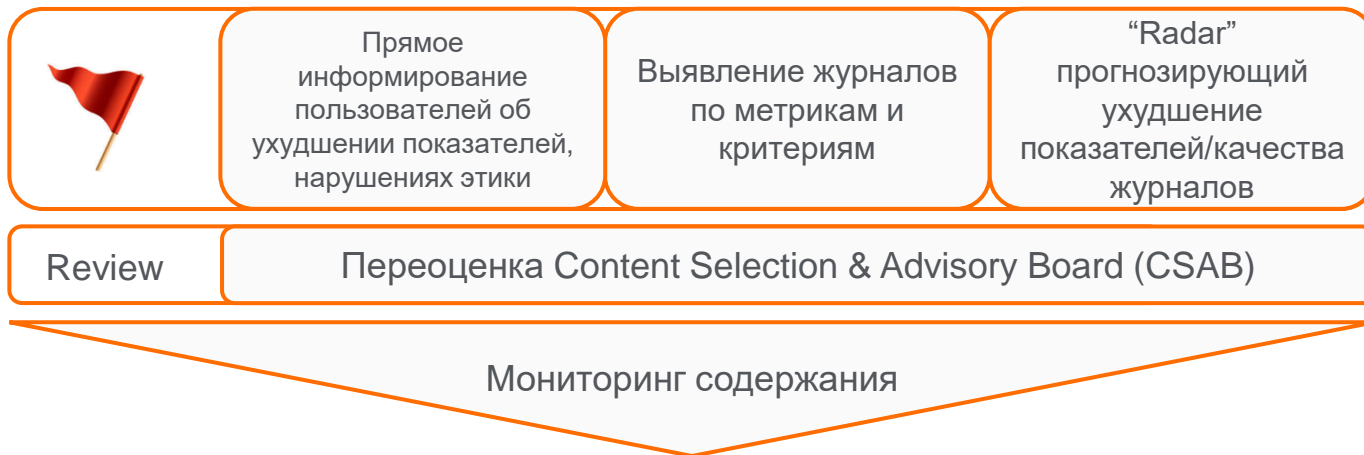 Прямое
информирование
пользователей об
ухудшении показателей,
нарушениях этики
Выявление журналов
по метрикам и
критериям
“Radar”
прогнозирующий
ухудшение
показателей/качества
журналов
Review
Переоценка Content Selection & Advisory Board (CSAB)
Мониторинг содержания